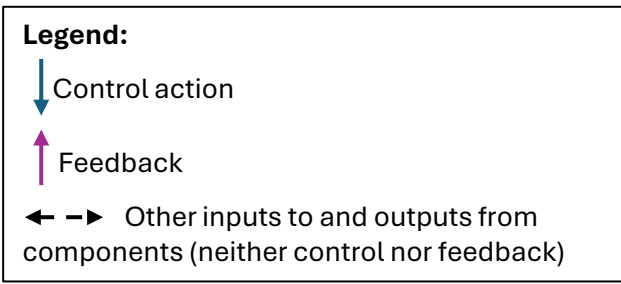 Legend:
Control action
Feedback
Other inputs to and outputs from
components (neither control nor feedback)